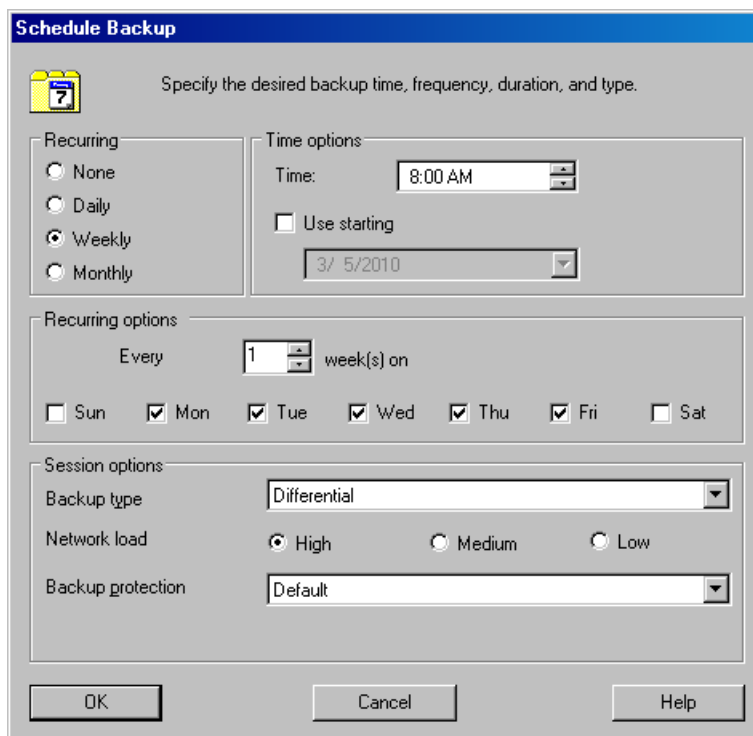 Schedule Backup
7
Specify the desired backup time, frequency, duration, and type.
Recurring
None
Daily
Weekly
Monthly
Time options
Time: 8:00 AM
Use starting
3/ 5/2010
Recurring options
Every 1 week(s) on
Sun Mon Tue Wed Thu Fri Sat
Session options
Backup type Differential
Network load High Medium Low
Backup protection Default
OK Cancel Help